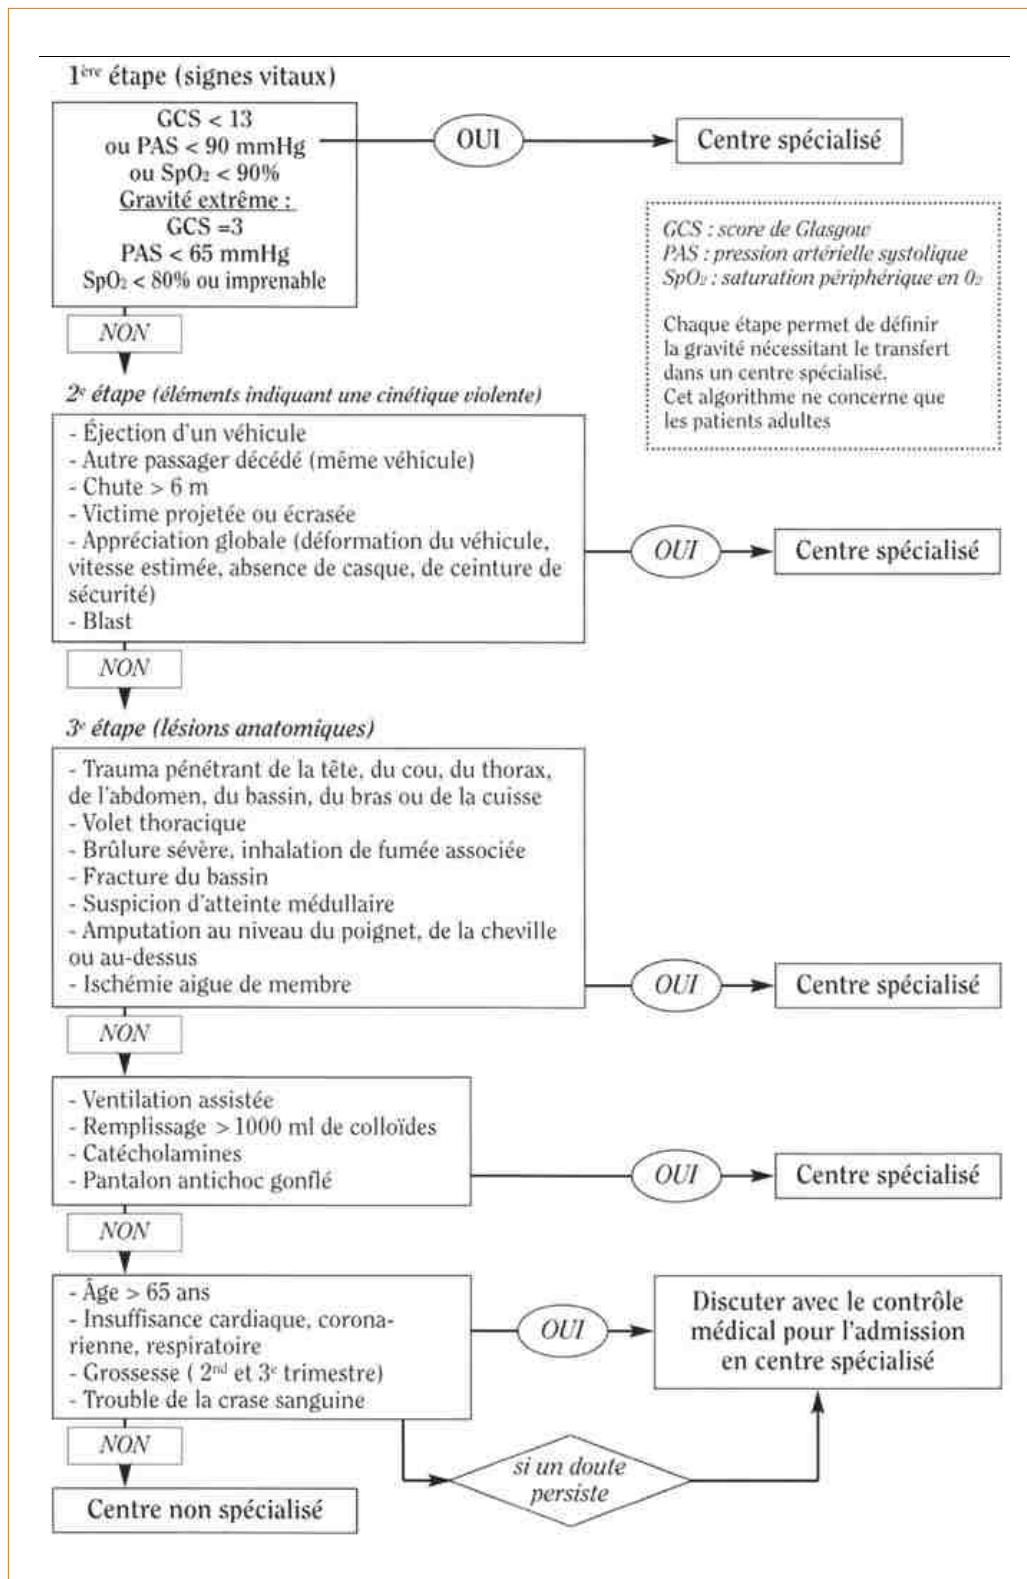 1ère étape (signes vitaux)
GCS < 13
ou PAS < 90 mmHg
ou SpO₂ < 90%
Gravité extrême :
GCS =3
PAS < 65 mmHg
SpO₂ < 80% ou imprenable
OUI
Centre spécialisé
GCS : score de Glasgow
PAS : pression artérielle systolique
SpO₂ : saturation périphérique en O₂
Chaque étape permet de définir
la gravité nécessitant le transfert
dans un centre spécialisé.
Cet algorithme ne concerne que
les patients adultes
NON
2e étape (éléments indiquant une cinétique violente)
- Éjection d'un véhicule
- Autre passager décédé (même véhicule)
- Chute > 6 m
- Victime projetée ou écrasée
- Appréciation globale (déformation du véhicule,
vitesse estimée, absence de casque, de ceinture de
sécurité)
- Blast
OUI
Centre spécialisé
NON
3e étape (lésions anatomiques)
- Trauma pénétrant de la tête, du cou, du thorax,
de l'abdomen, du bassin, du bras ou de la cuisse
- Volet thoracique
- Brûlure sévère, inhalation de fumée associée
- Fracture du bassin
- Suspicion d'atteinte médullaire
- Amputation au niveau du poignet, de la cheville
ou au-dessus
- Ischémie aigue de membre
OUI
Centre spécialisé
NON
- Ventilation assistée
- Remplissage > 1000 ml de colloïdes
- Catécholamines
- Pantalon antichoc gonflé
OUI
Centre spécialisé
NON
- Âge > 65 ans
- Insuffisance cardiaque, corona-
rienne, respiratoire
- Grossesse ( 2nd et 3e trimestre)
- Trouble de la crase sanguine
OUI
Discuter avec le contrôle
médical pour l'admission
en centre spécialisé
NON
si un doute
persiste
Centre non spécialisé